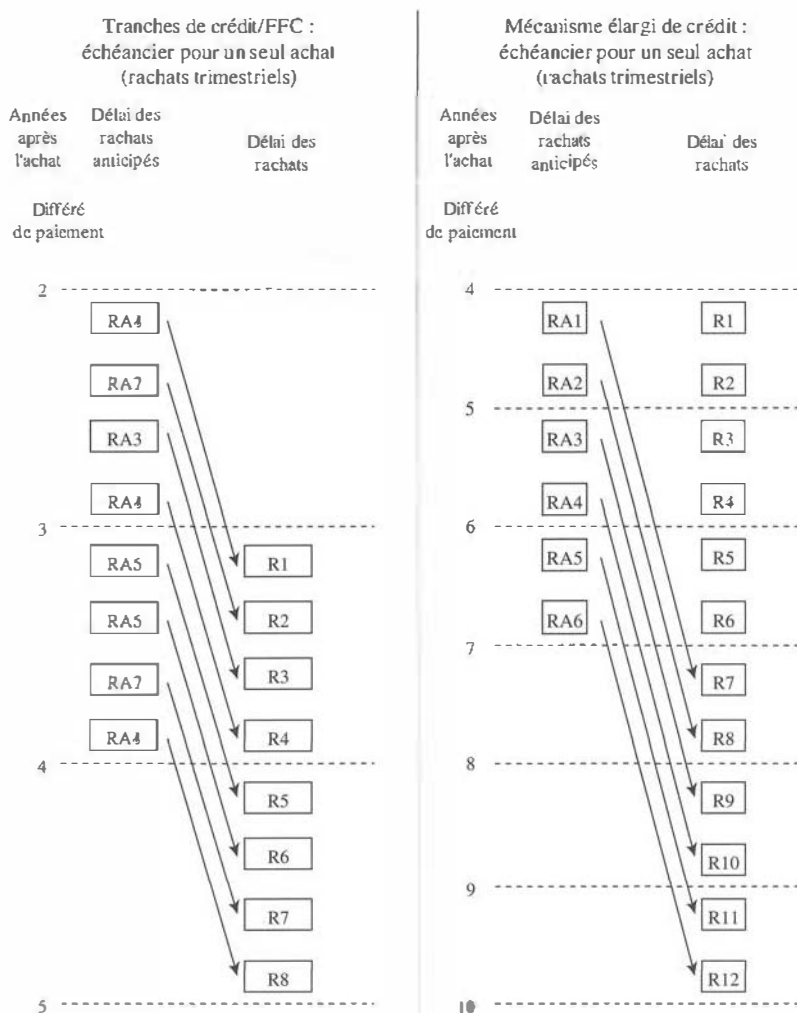 Tranches de crédit/FFC :
échéancier pour un seul achat
(rachats trimestriels)
Années
après
l'achat
Délai des
rachats
anticipés
Délai des
rachats
Différé
de paiement
2
RA4
RA7
RA3
RA4
3
RA5
R1
RA5
R2
RA7
R3
RA4
R4
4
R5
R6
R7
R8
5
Mécanisme élargi de crédit :
échéancier pour un seul achat
(rachats trimestriels)
Années
après
l'achat
Délai des
rachats
anticipés
Délai des
rachats
Différé
de paiement
4
RA1
R1
RA2
R2
5
RA3
R3
RA4
R4
6
RA5
R5
RA6
R6
7
R7
R8
8
R9
R10
9
R11
R12
10